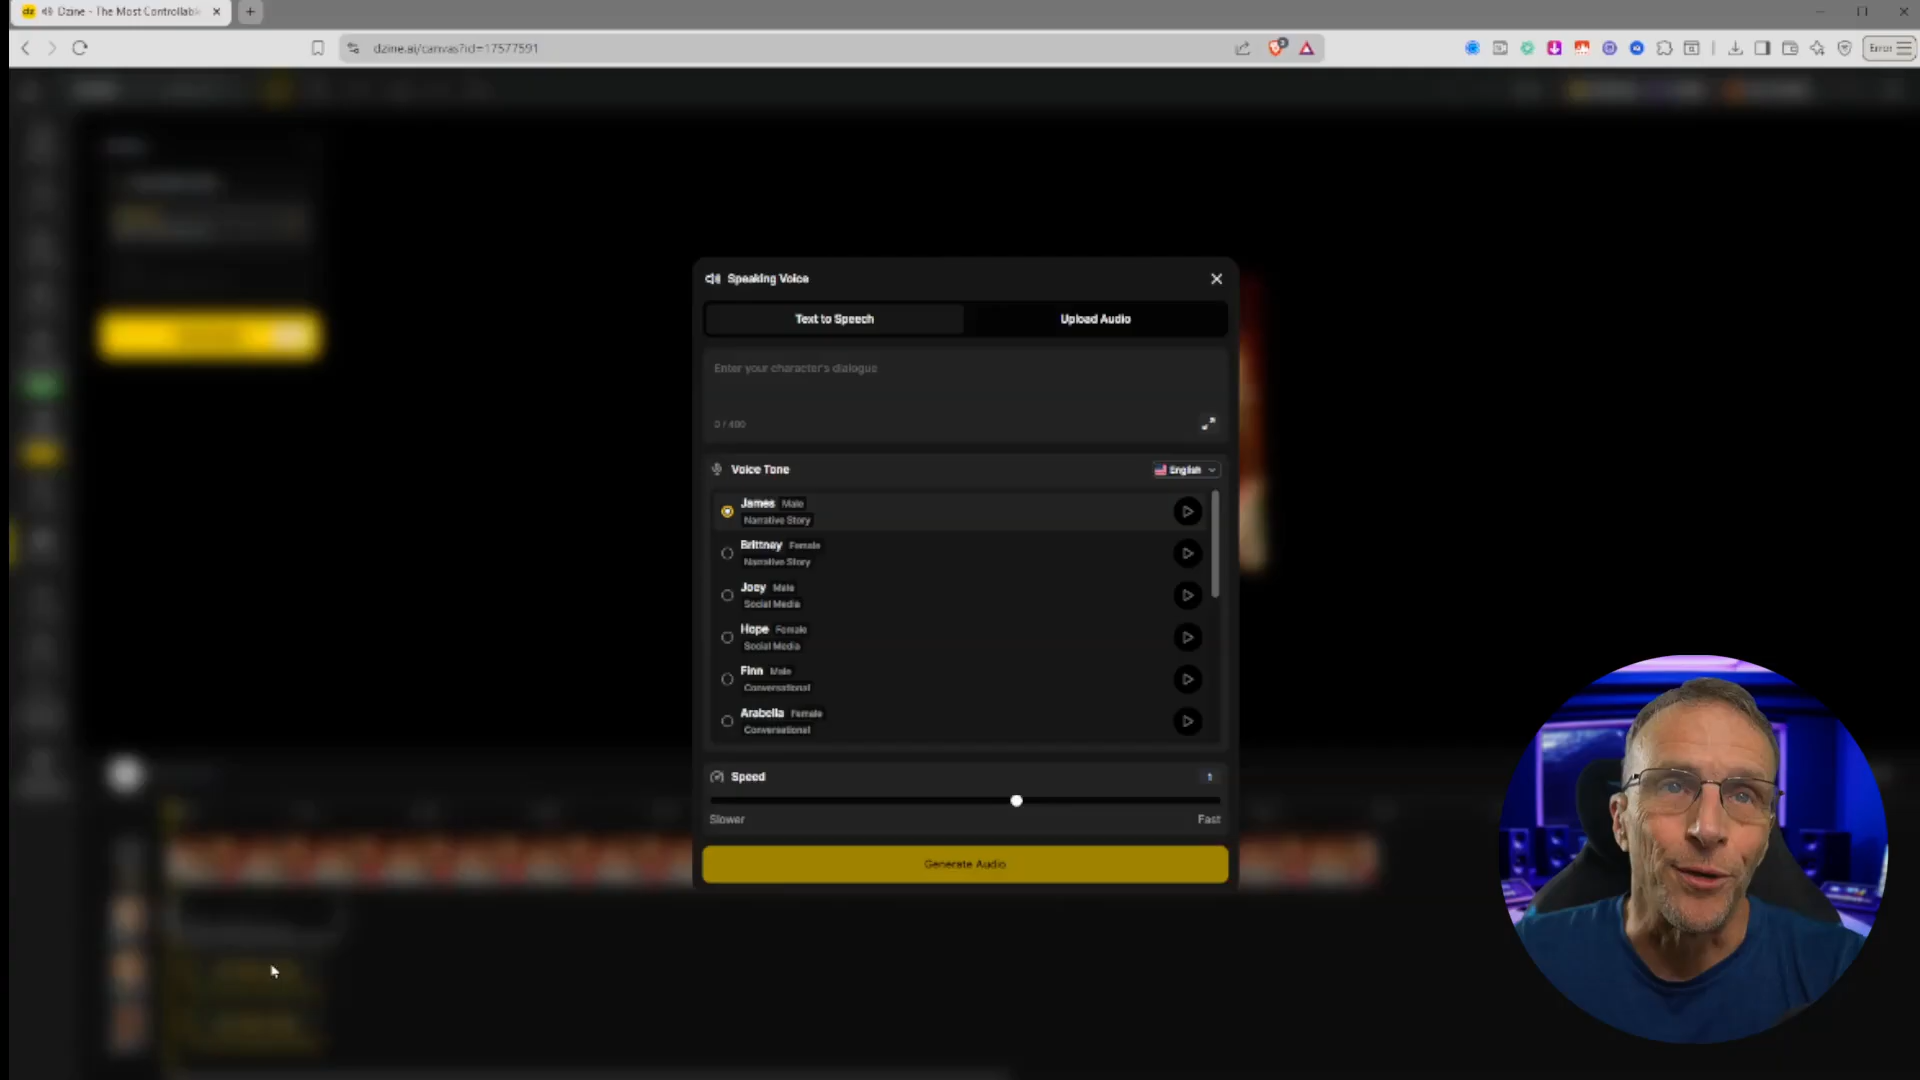 dz Dzine - The Most Controllab
dzine.ai/canvas?id=17577591
Error
Speaking Voice
Text to Speech
Upload Audio
Enter your character's dialogue
0 / 400
Voice Tone
English
James Male
Narrative Story
Brittney Female
Narrative Story
Joey Male
Social Media
Hope Female
Social Media
Finn Male
Conversational
Arabella Female
Conversational
Speed
1
Slower
Fast
Generate Audio